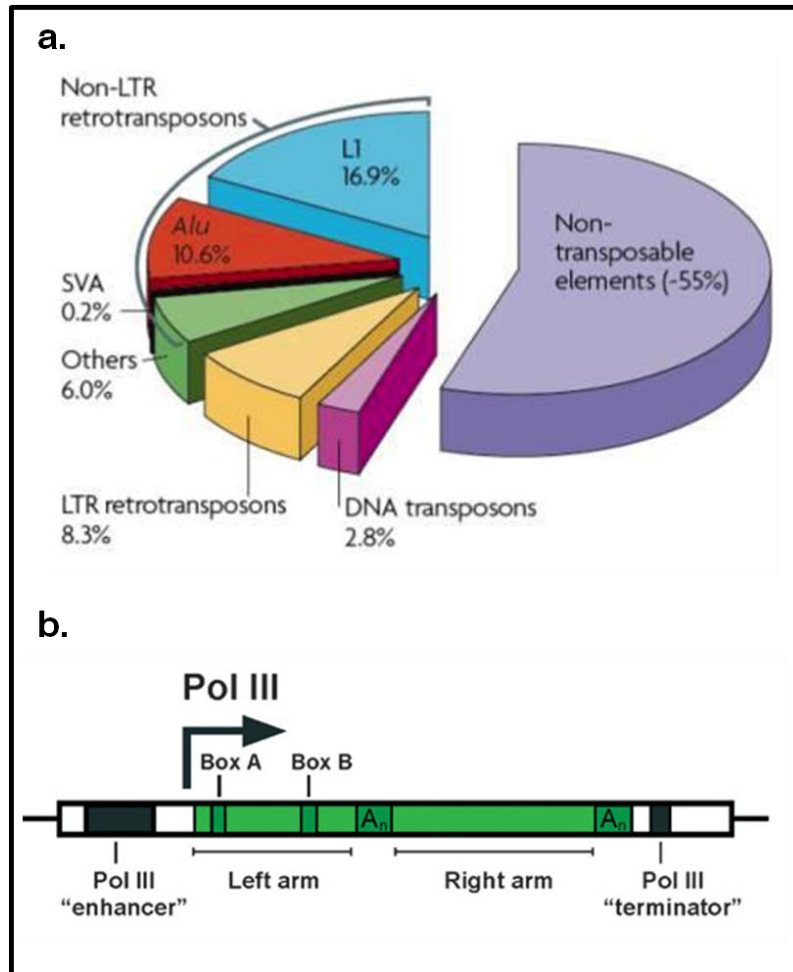 a.
Non-LTR
retrotransposons
L1
16.9%
Alu
10.6%
SVA
0.2%
Others
6.0%
LTR retrotransposons
8.3%
DNA transposons
2.8%
Non-
transposable
elements (-55%)
b.
Pol III
Box A
Box B
An
An
Pol III
“enhancer”
Left arm
Right arm
Pol III
“terminator”